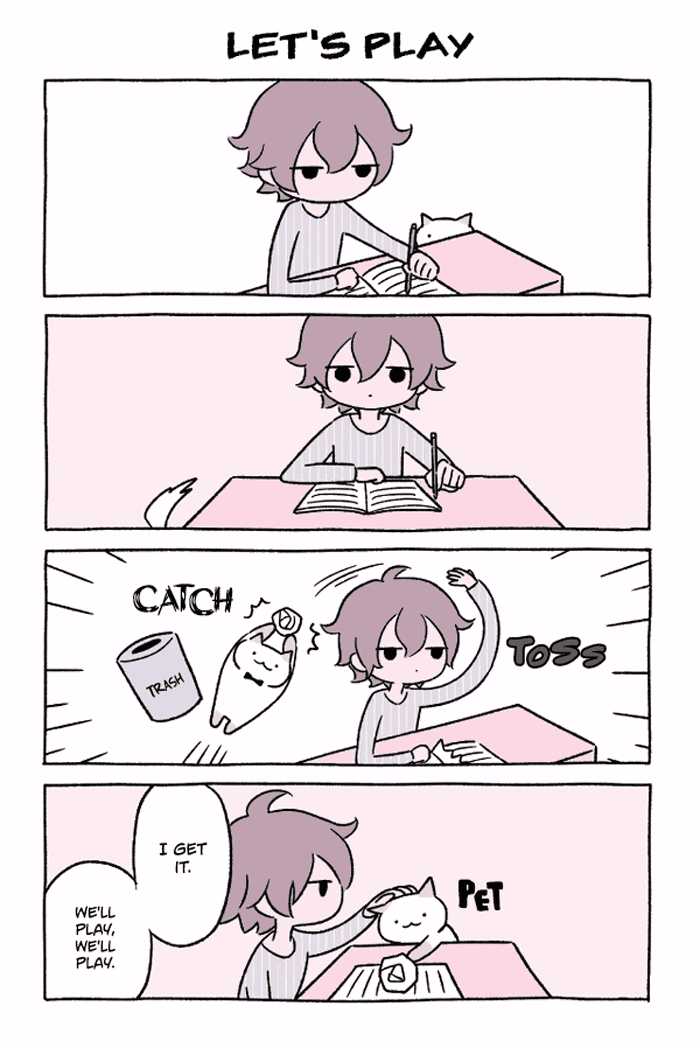 LET'S PLAY
CATCH
TRASH
TOSS
I GET
IT.
WE'LL
PLAY,
WE'LL
PLAY.
PET